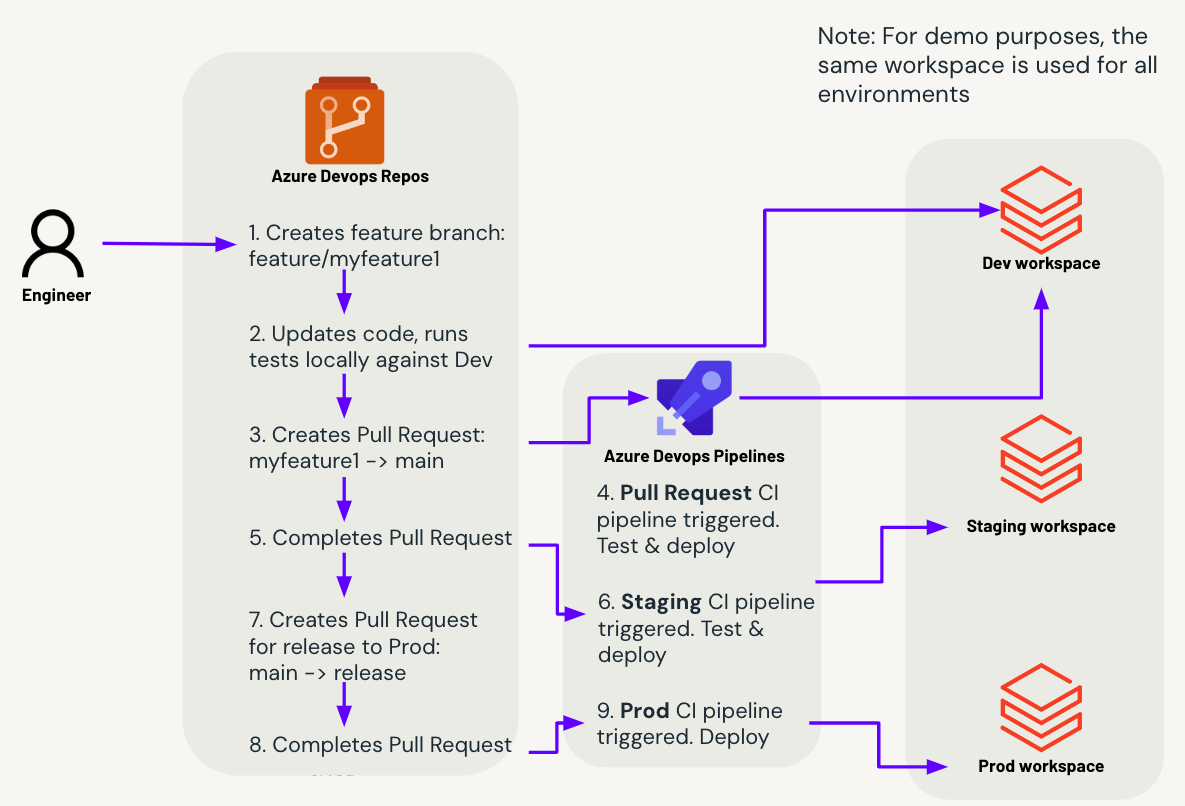 Note: For demo purposes, the
same workspace is used for all
environments
Azure Devops Repos
Engineer
1. Creates feature branch:
feature/myfeature1
2. Updates code, runs
tests locally against Dev
3. Creates Pull Request:
myfeature1 -> main
5. Completes Pull Request
7. Creates Pull Request
for release to Prod:
main -> release
8. Completes Pull Request
Azure Devops Pipelines
4. Pull Request CI
pipeline triggered.
Test & deploy
6. Staging CI pipeline
triggered. Test &
deploy
9. Prod CI pipeline
triggered. Deploy
Dev workspace
Staging workspace
Prod workspace